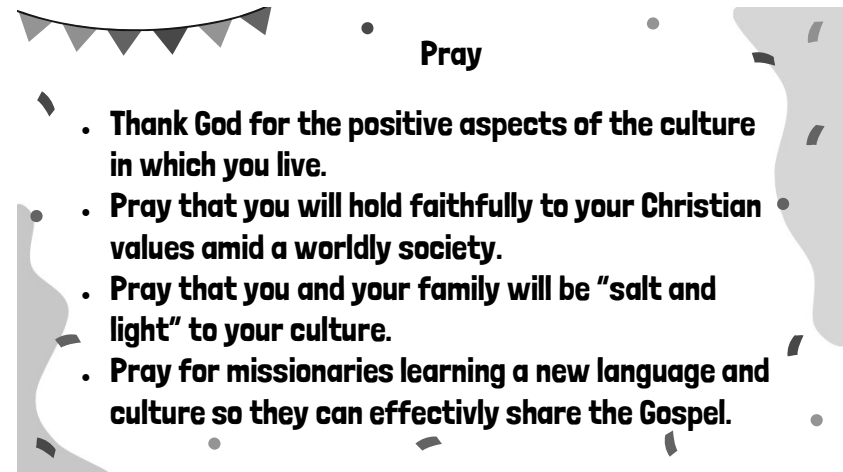 Pray
• Thank God for the positive aspects of the culture
in which you live.
• Pray that you will hold faithfully to your Christian
values amid a worldly society.
• Pray that you and your family will be “salt and
light” to your culture.
• Pray for missionaries learning a new language and
culture so they can effectivly share the Gospel.